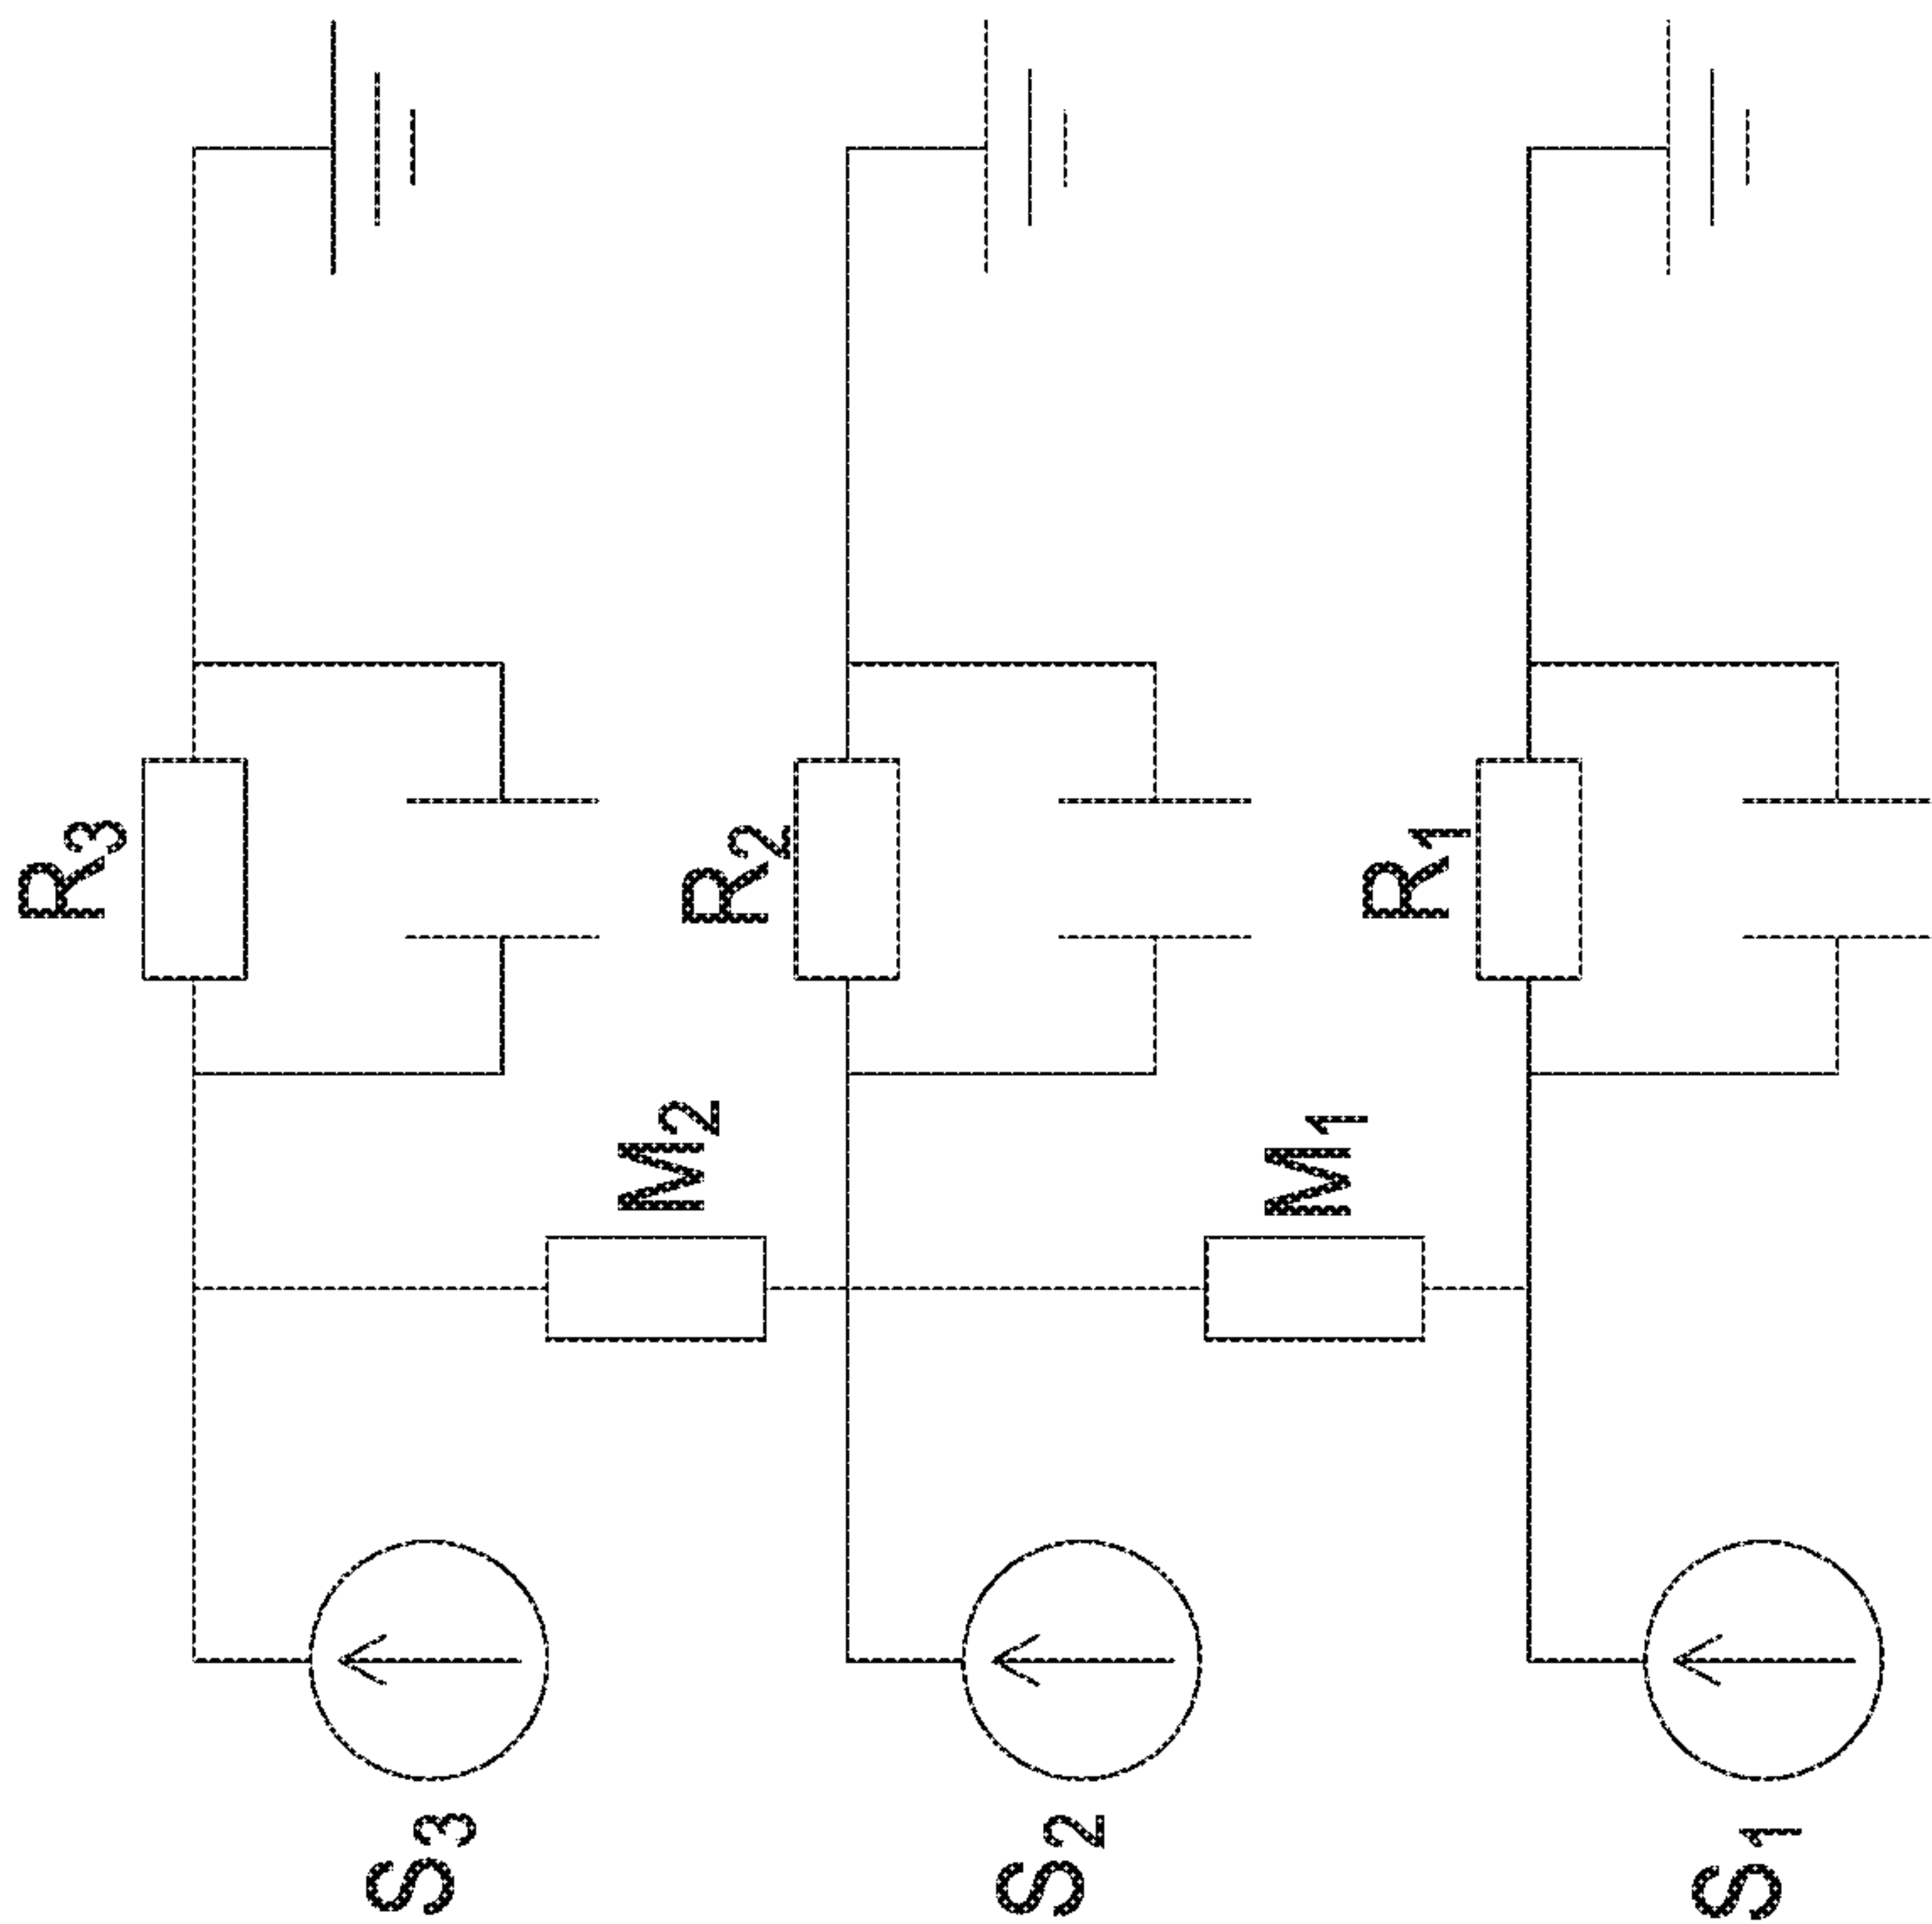 R₃
R₂
R₁
M₂
M₁
S₃
S₂
S₁